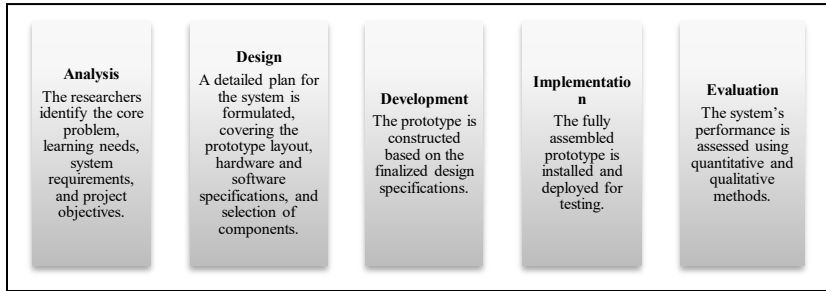 Analysis
The researchers
identify the core
problem,
learning needs,
system
requirements,
and project
objectives.
Design
A detailed plan for
the system is
formulated,
covering the
prototype layout,
hardware and
software
specifications, and
selection of
components.
Development
The prototype is
constructed
based on the
finalized design
specifications.
Implementatio
n
The fully
assembled
prototype is
installed and
deployed for
testing.
Evaluation
The system's
performance is
assessed using
quantitative and
qualitative
methods.